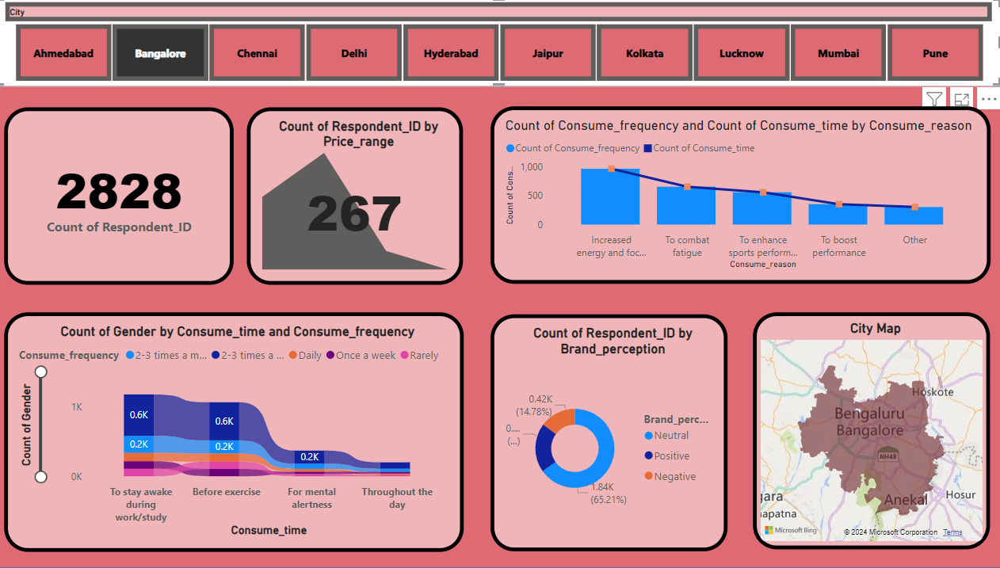 City
Ahmedabad
Bangalore
Chennai
Delhi
Hyderabad
Jaipur
Kolkata
Lucknow
Mumbai
Pune
2828
Count of Respondent_ID
Count of Respondent_ID by
Price_range
267
Count of Consume_frequency and Count of Consume_time by Consume_reason
Count of Consume_frequency
Count of Consume_time
Count of Cons...
1,000
500
0
Increased
energy and foc...
To combat
fatigue
To enhance
sports perform...
To boost
performance
Other
Consume_reason
Count of Gender by Consume_time and Consume_frequency
Consume_frequency
2-3 times a m...
2-3 times a ...
Daily
Once a week
Rarely
Count of Gender
1K
0K
0.6K
0.2K
0.6K
0.2K
0.2K
To stay awake
during
work/study
Before exercise
For mental
alertness
Throughout the
day
Consume_time
Count of Respondent_ID by
Brand_perception
0.42K
(14.78%)
0....
(...)
1.84K
(65.21%)
Brand_perc...
Neutral
Positive
Negative
City Map
Hoskote
Bengaluru
Bangalore
NH48
Anekal
Hosur
gara
apatna
Microsoft Bing
© 2024 Microsoft Corporation
Terms